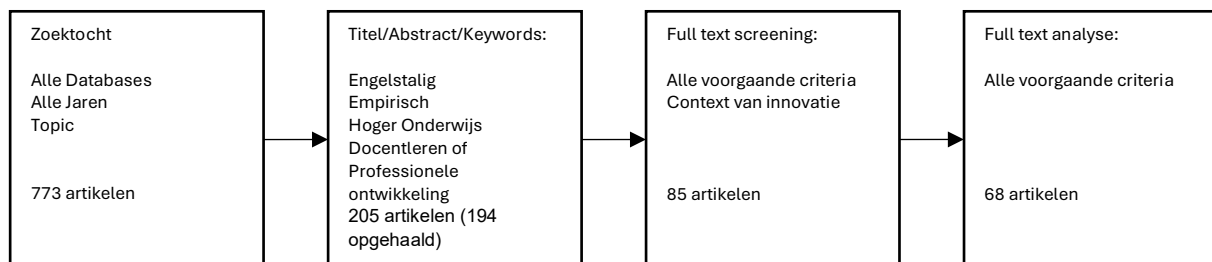 Zoektocht
Alle Databases
Alle Jaren
Topic
773 artikelen
Titel/Abstract/Keywords:
Engelstalig
Empirisch
Hoger Onderwijs
Docentleren of
Professionele
ontwikkeling
205 artikelen (194
opgehaald)
Full text screening:
Alle voorgaande criteria
Context van innovatie
85 artikelen
Full text analyse:
Alle voorgaande criteria
68 artikelen